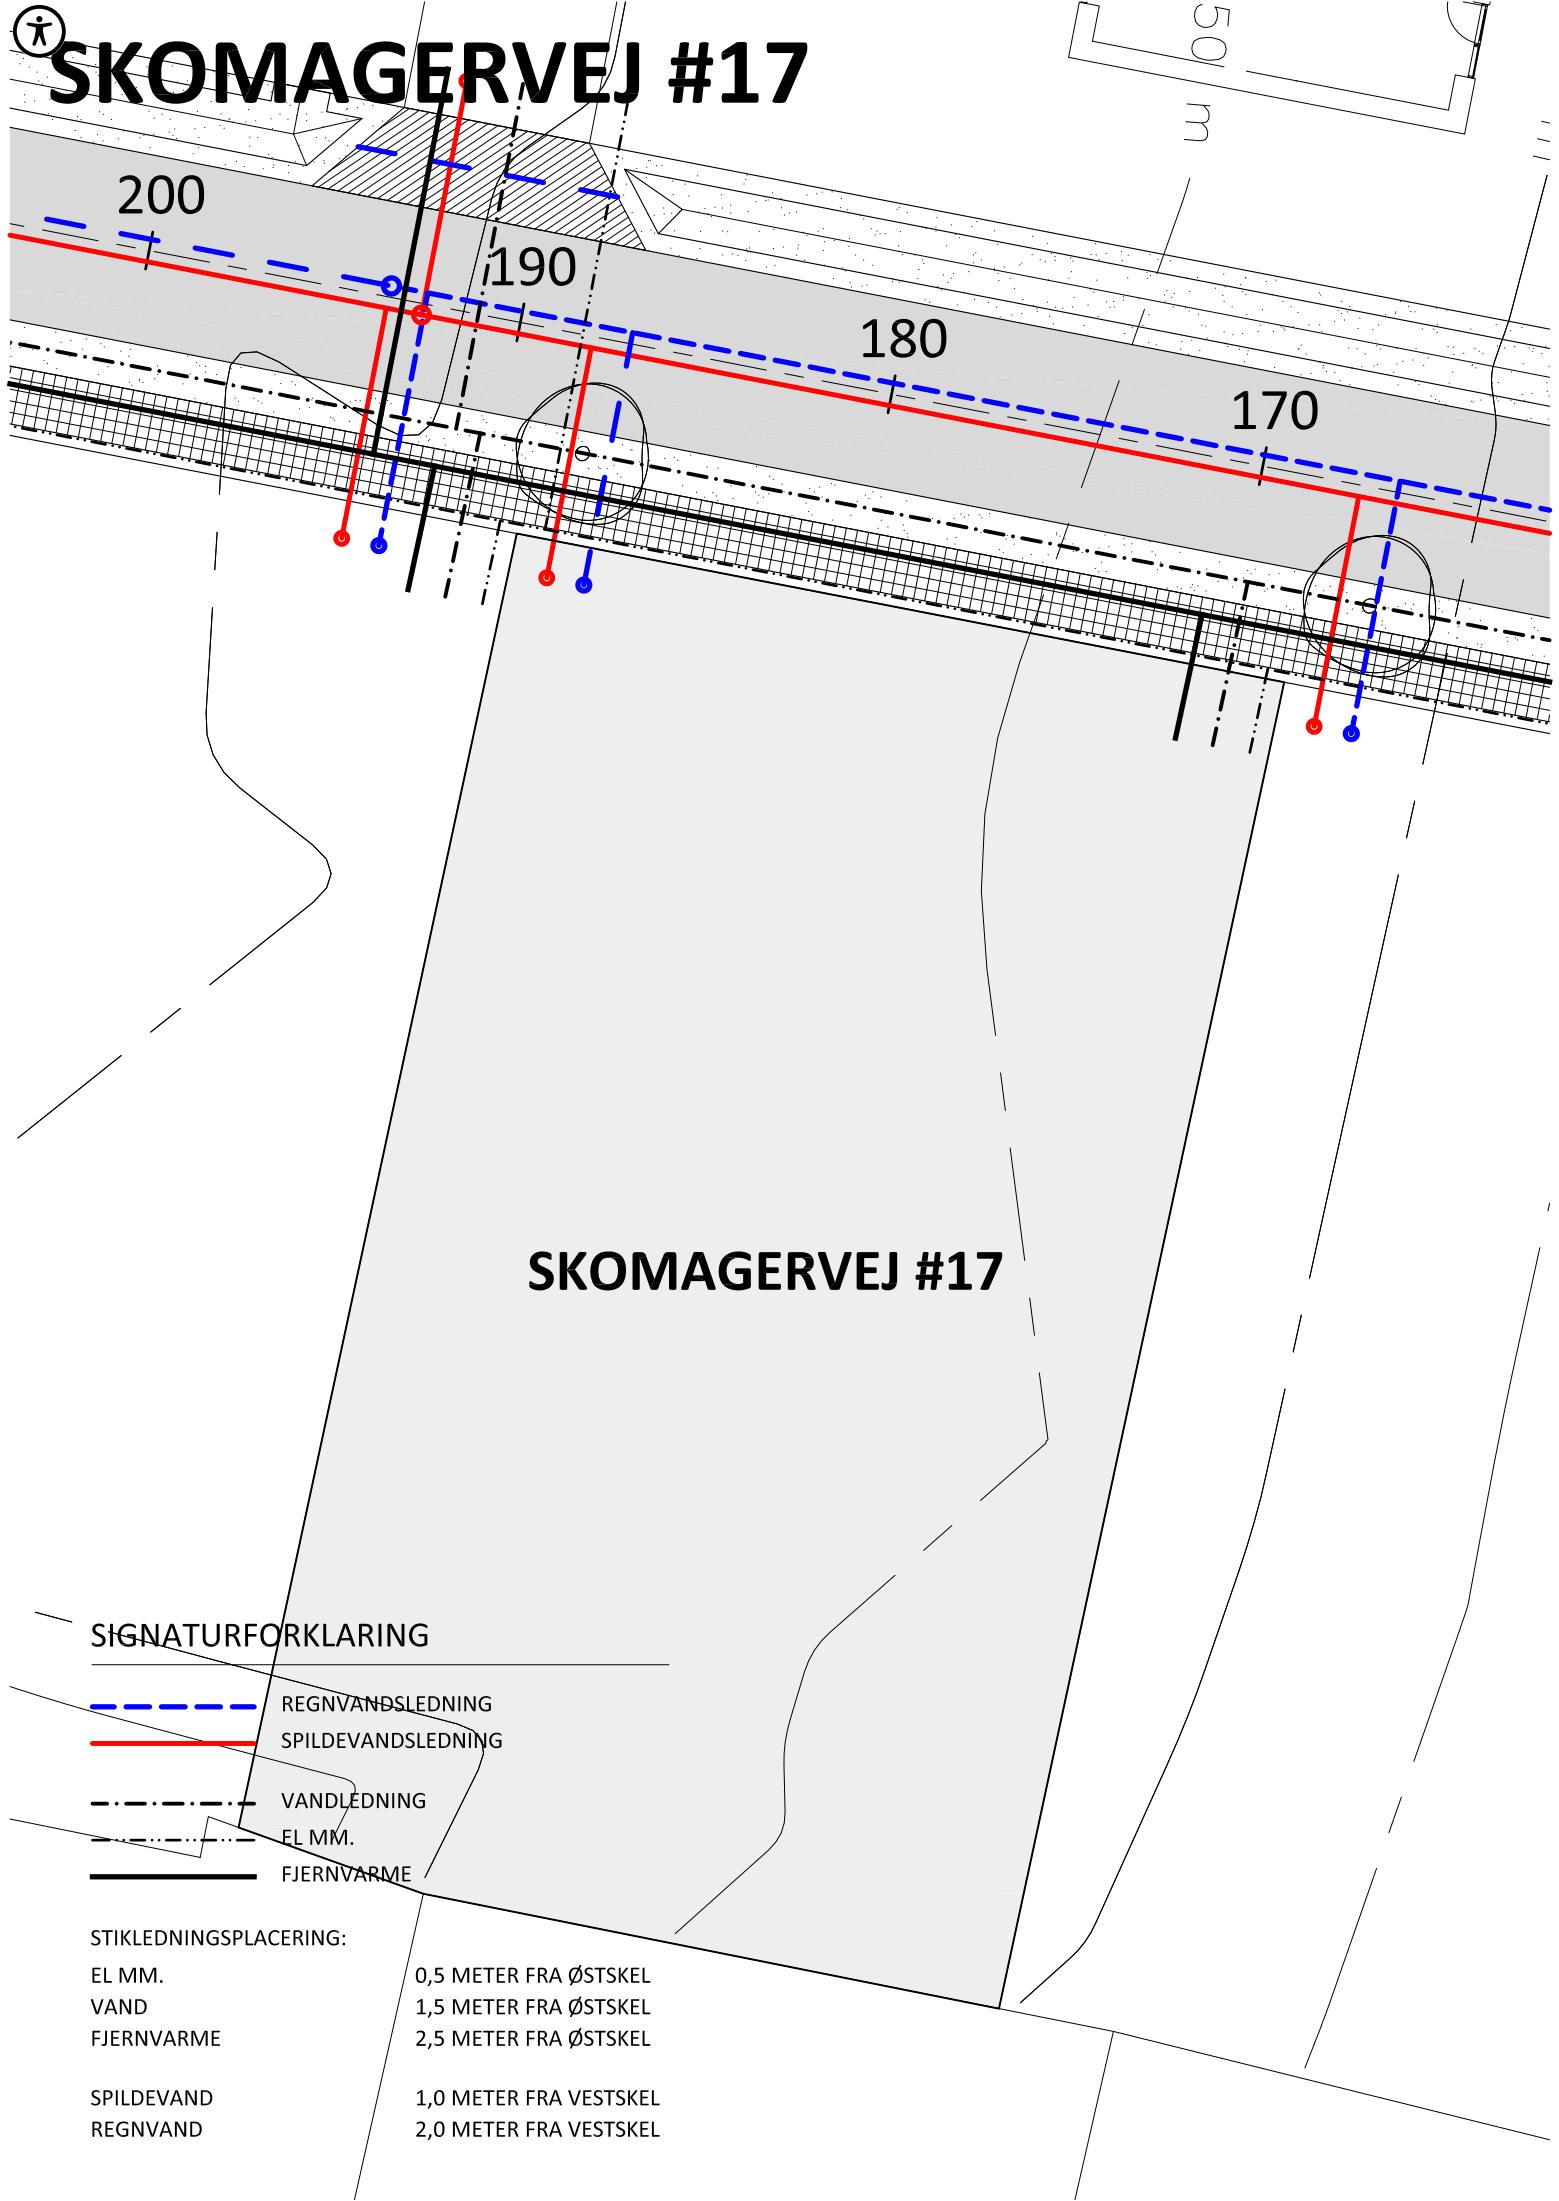 SKOMAGERVEJ #17
50
m
200
190
180
170
SKOMAGERVEJ #17
SIGNATURFORKLARING
REGNVANDSLEDNING
SPILDEVANDSLEDNING
VANDLEDNING
EL MM.
FJERNVARME
STIKLEDNINGSPLACERING:
EL MM. 0,5 METER FRA ØSTSKEL
VAND 1,5 METER FRA ØSTSKEL
FJERNVARME 2,5 METER FRA ØSTSKEL
SPILDEVAND 1,0 METER FRA VESTSKEL
REGNVAND 2,0 METER FRA VESTSKEL